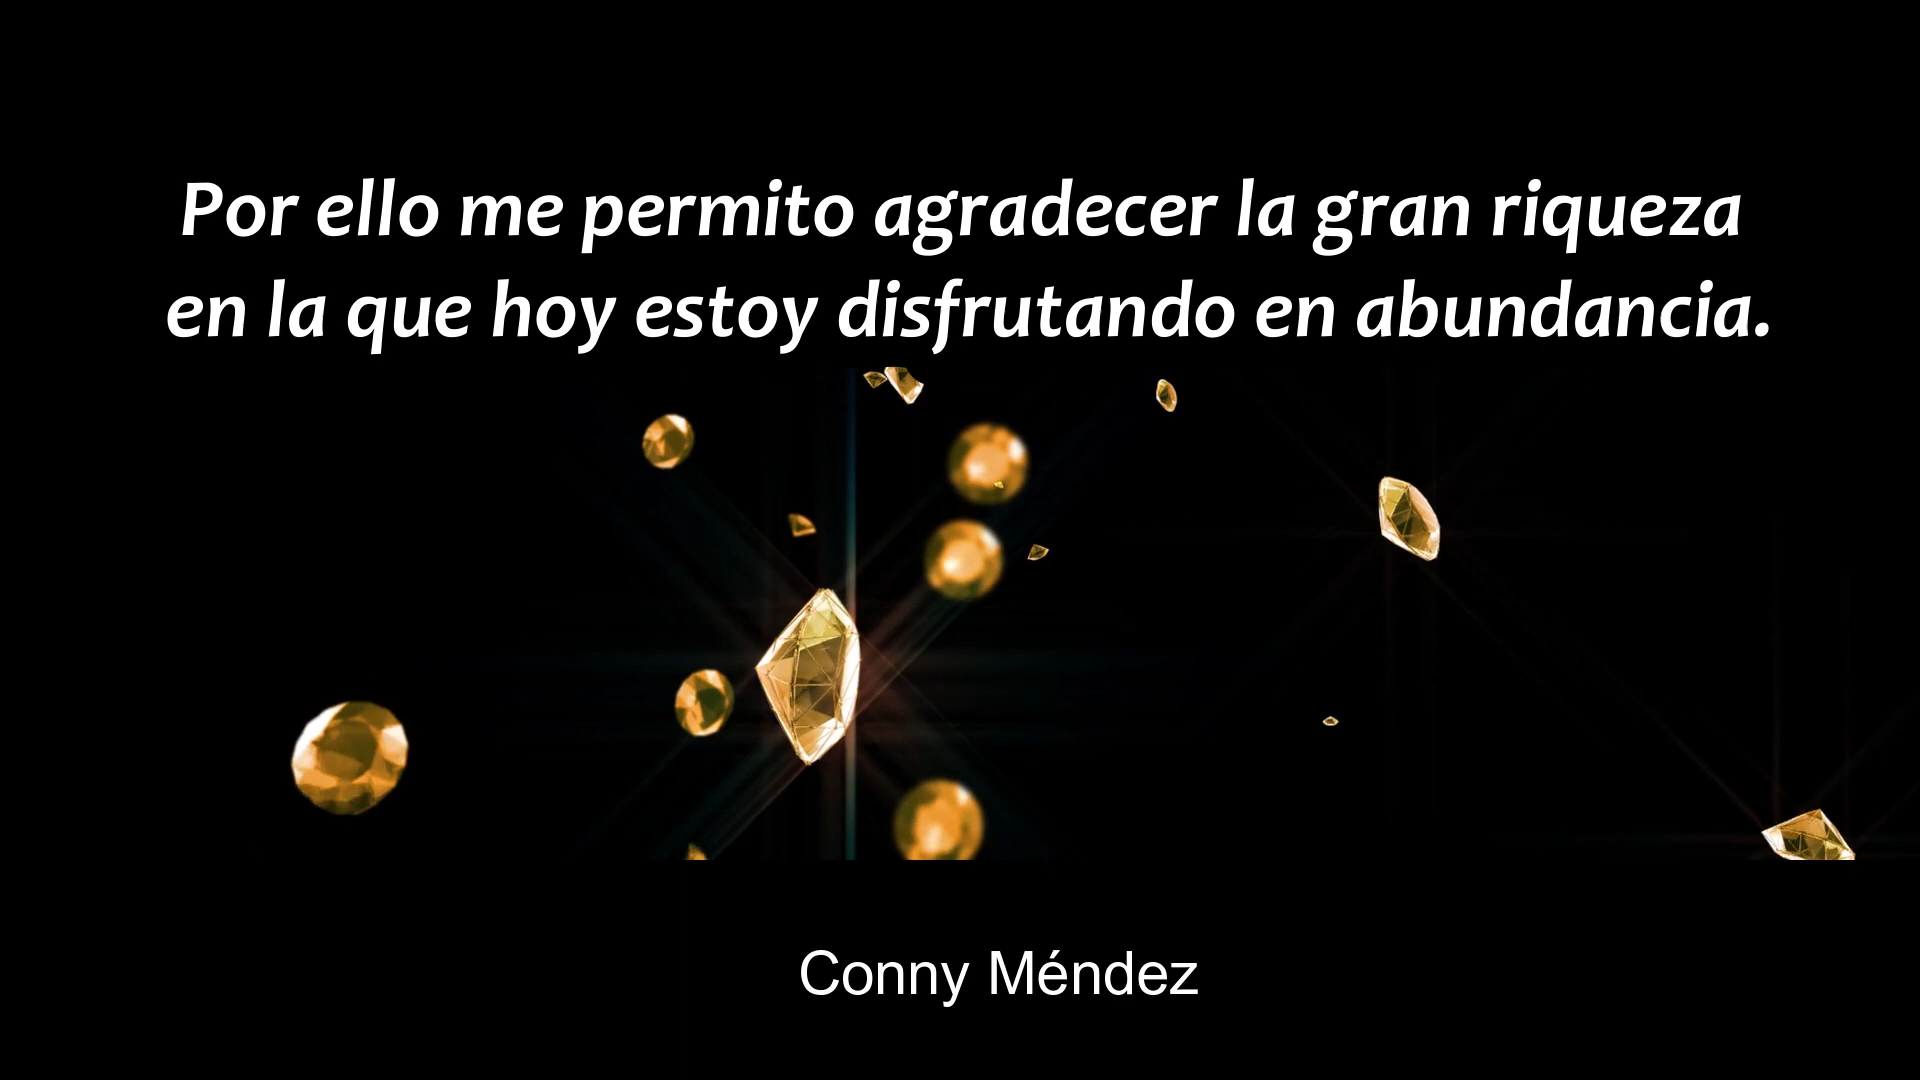 Por ello me permito agradecer la gran riqueza
en la que hoy estoy disfrutando en abundancia.
Conny Méndez